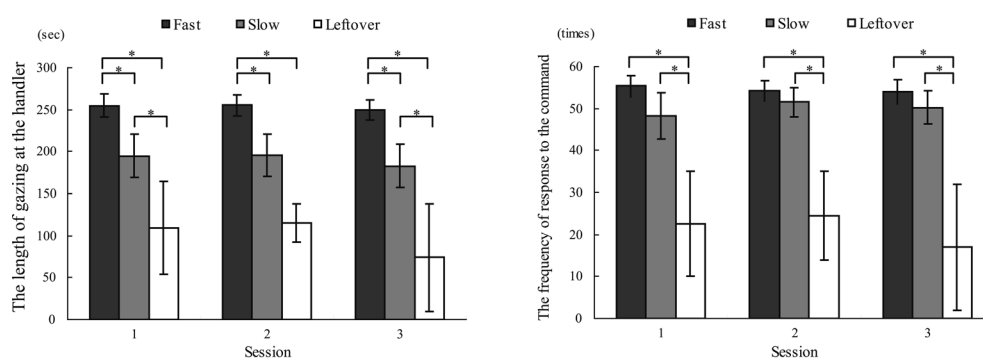 Fast Slow Leftover
(sec)
* * *
* * *
* *
300
250
200
150
100
50
0
The length of gazing at the handler
1 2 3
Session
Fast Slow Leftover
(times)
* * *
* * *
60
50
40
30
20
10
0
The frequency of response to the command
1 2 3
Session